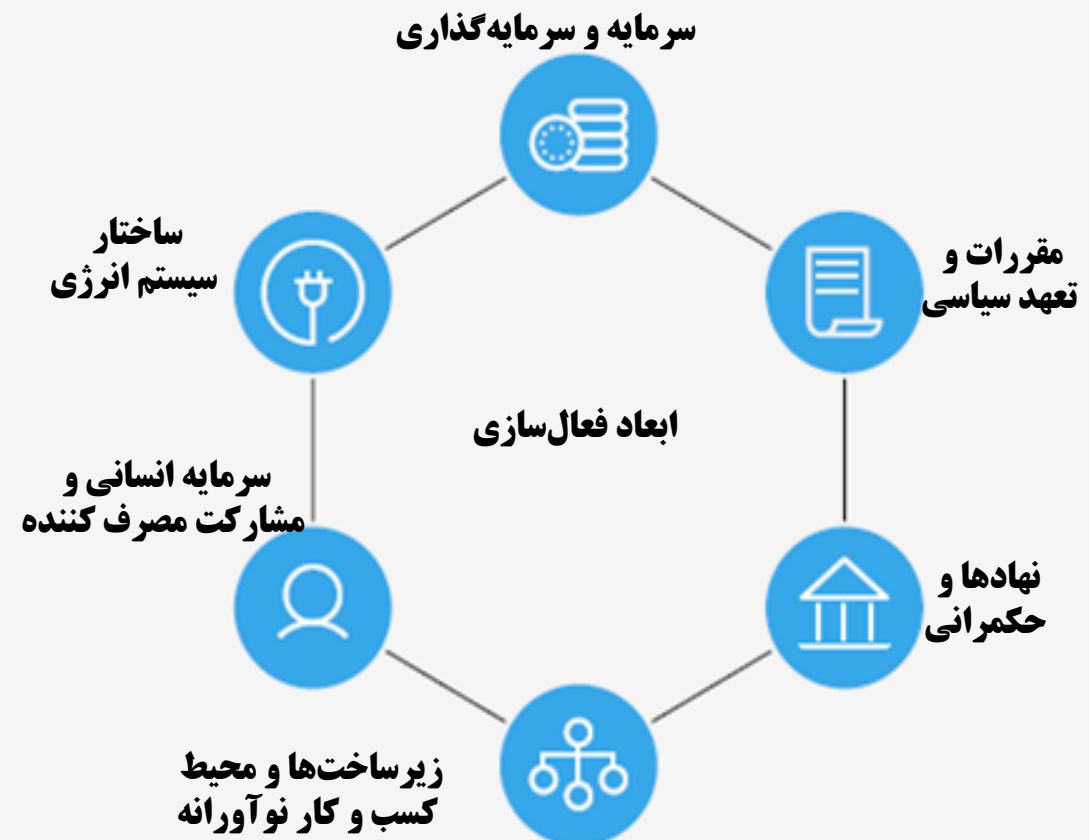 سرمایه و سرمایه‌گذاری
مقررات و
تعهد سیاسی
ساختار
سیستم انرژی
ابعاد فعال‌سازی
سرمایه انسانی و
مشارکت مصرف کننده
نهادها و
حکمرانی
زیرساخت‌ها و محیط
کسب و کار نوآورانه